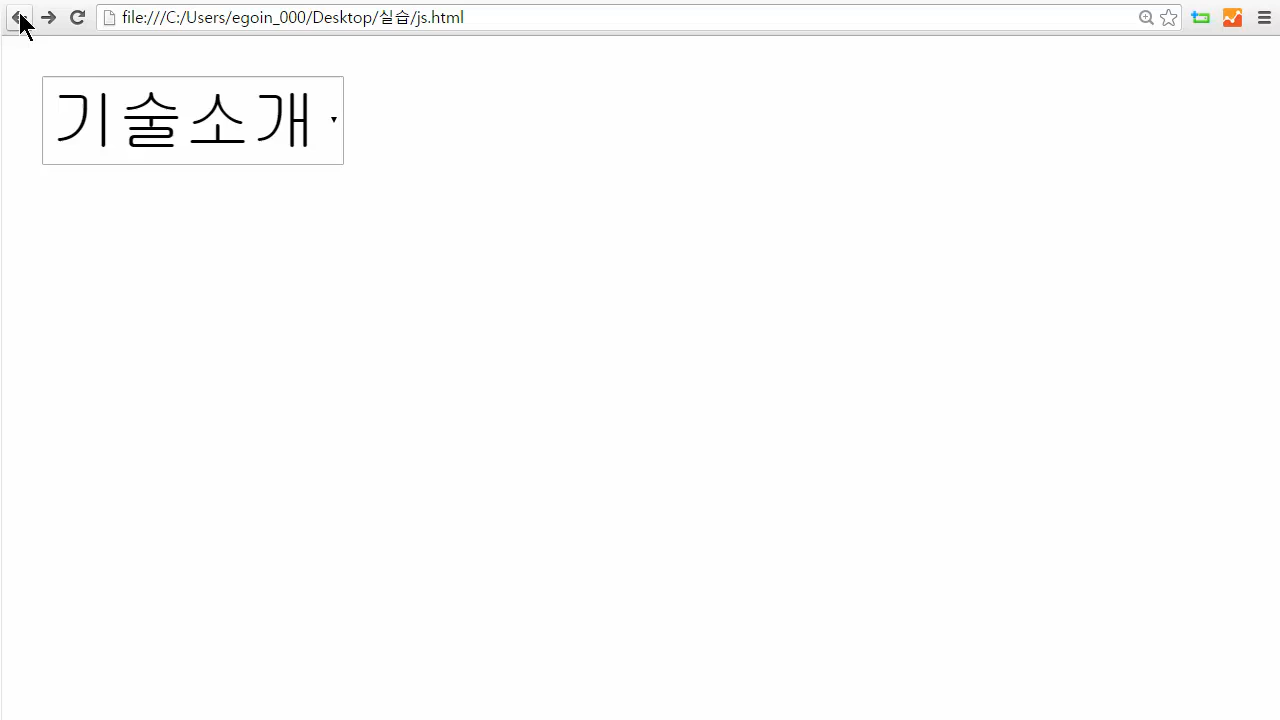 file:///C:/Users/egoin_000/Desktop/실습/js.html
기술소개